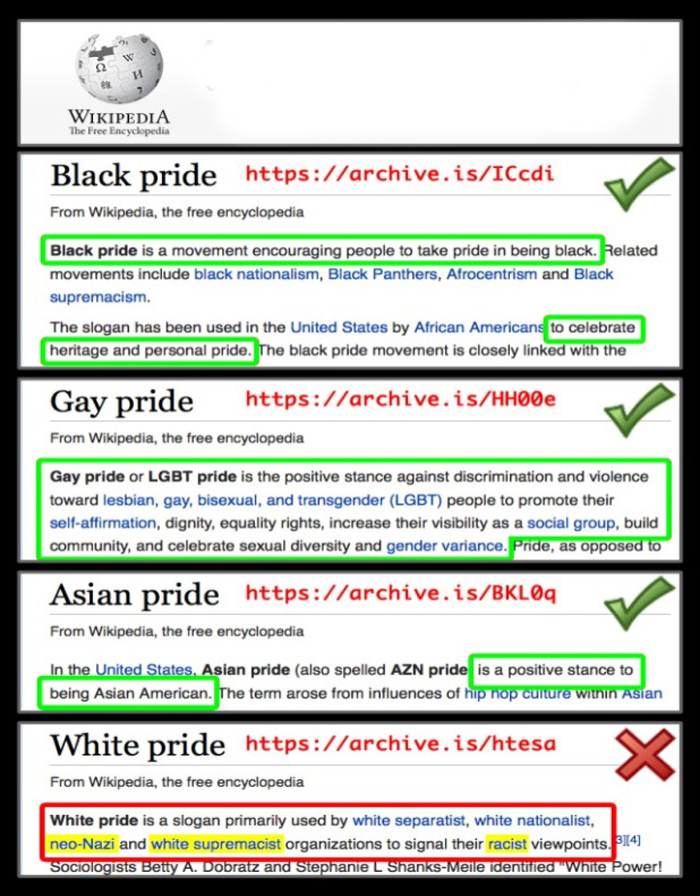 WIKIPEDIA
The Free Encyclopedia
Black pride https://archive.is/ICcdi
From Wikipedia, the free encyclopedia
Black pride is a movement encouraging people to take pride in being black. Related
movements include black nationalism, Black Panthers, Afrocentrism and Black
supremacism.
The slogan has been used in the United States by African Americans to celebrate
heritage and personal pride. The black pride movement is closely linked with the
Gay pride https://archive.is/HH00e
From Wikipedia, the free encyclopedia
Gay pride or LGBT pride is the positive stance against discrimination and violence
toward lesbian, gay, bisexual, and transgender (LGBT) people to promote their
self-affirmation, dignity, equality rights, increase their visibility as a social group, build
community, and celebrate sexual diversity and gender variance. Pride, as opposed to
Asian pride https://archive.is/BKL0q
From Wikipedia, the free encyclopedia
In the United States, Asian pride (also spelled AZN pride is a positive stance to
being Asian American. The term arose from influences of hip hop culture within Asian
White pride https://archive.is/htesa
From Wikipedia, the free encyclopedia
White pride is a slogan primarily used by white separatist, white nationalist,
neo-Nazi and white supremacist organizations to signal their racist viewpoints.[3][4]
Sociologists Betty A. Dobratz and Stephanie L Shanks-Meile identified "White Power!